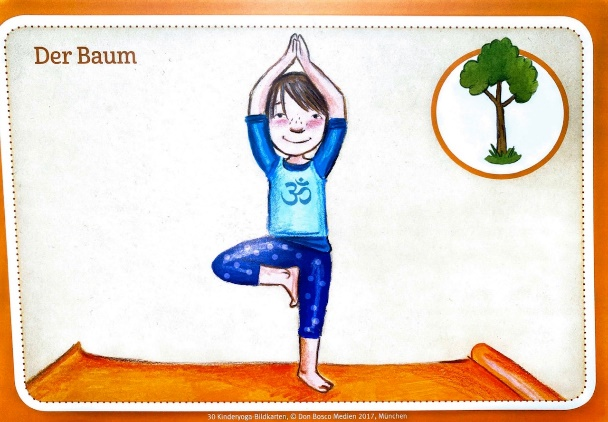 Der Baum
ॐ
30 Kinderyoga-Bildkarten, © Don Bosco Medien 2017, München